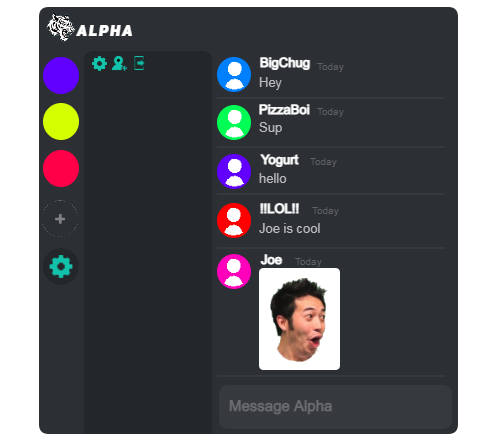 ALPHA
BigChug Today
Hey
PizzaBoi Today
Sup
Yogurt Today
hello
!!LOL!! Today
Joe is cool
Joe Today
Message Alpha